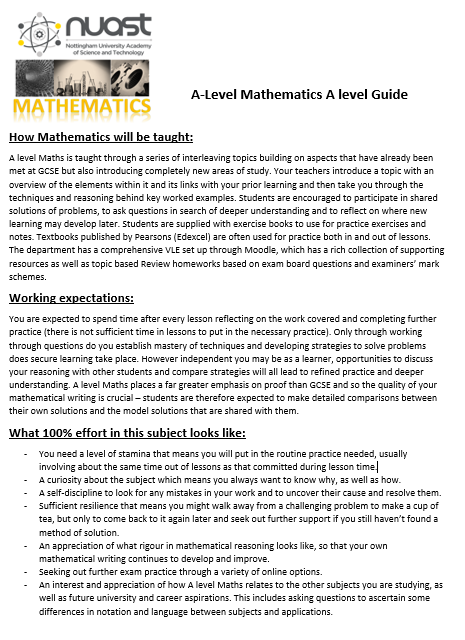 nuast
Nottingham University Academy
of Science and Technology
MATHEMATICS
A-Level Mathematics A level Guide
How Mathematics will be taught:
A level Maths is taught through a series of interleaving topics building on aspects that have already been
met at GCSE but also introducing completely new areas of study. Your teachers introduce a topic with an
overview of the elements within it and its links with your prior learning and then take you through the
techniques and reasoning behind key worked examples. Students are encouraged to participate in shared
solutions of problems, to ask questions in search of deeper understanding and to reflect on where new
learning may develop later. Students are supplied with exercise books to use for practice exercises and
notes. Textbooks published by Pearsons (Edexcel) are often used for practice both in and out of lessons.
The department has a comprehensive VLE set up through Moodle, which has a rich collection of supporting
resources as well as topic based Review homeworks based on exam board questions and examiners' mark
schemes.
Working expectations:
You are expected to spend time after every lesson reflecting on the work covered and completing further
practice (there is not sufficient time in lessons to put in the necessary practice). Only through working
through questions do you establish mastery of techniques and developing strategies to solve problems
does secure learning take place. However independent you may be as a learner, opportunities to discuss
your reasoning with other students and compare strategies will all lead to refined practice and deeper
understanding. A level Maths places a far greater emphasis on proof than GCSE and so the quality of your
mathematical writing is crucial – students are therefore expected to make detailed comparisons between
their own solutions and the model solutions that are shared with them.
What 100% effort in this subject looks like:
- You need a level of stamina that means you will put in the routine practice needed, usually
involving about the same time out of lessons as that committed during lesson time.
- A curiosity about the subject which means you always want to know why, as well as how.
- A self-discipline to look for any mistakes in your work and to uncover their cause and resolve them.
- Sufficient resilience that means you might walk away from a challenging problem to make a cup of
tea, but only to come back to it again later and seek out further support if you still haven't found a
method of solution.
- An appreciation of what rigour in mathematical reasoning looks like, so that your own
mathematical writing continues to develop and improve.
- Seeking out further exam practice through a variety of online options.
- An interest and appreciation of how A level Maths relates to the other subjects you are studying, as
well as future university and career aspirations. This includes asking questions to ascertain some
differences in notation and language between subjects and applications.